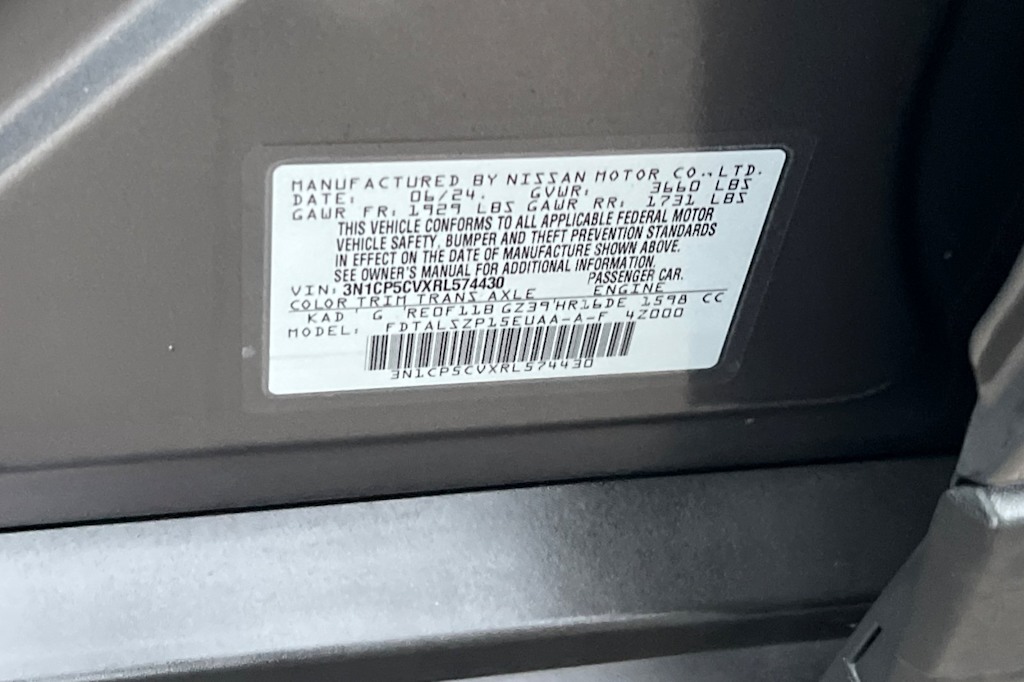 MANUFACTURED BY NISSAN MOTOR CO., LTD.
DATE: 06/24. GVWR: 3660 LBS
GAWR FR: 1929 LBS GAWR RR: 1731 LBS
THIS VEHICLE CONFORMS TO ALL APPLICABLE FEDERAL MOTOR
VEHICLE SAFETY, BUMPER AND THEFT PREVENTION STANDARDS
IN EFFECT ON THE DATE OF MANUFACTURE SHOWN ABOVE.
SEE OWNER'S MANUAL FOR ADDITIONAL INFORMATION.
VIN: 3N1CP5CVXRL574430 PASSENGER CAR.
COLOR TRIM TRANS AXLE ENGINE
KAD G RE0F11B GZ39 HR16DE 1598 CC
MODEL: FDTALSZP15EUAA-A-F 4Z000
3N1CP5CVXRL574430